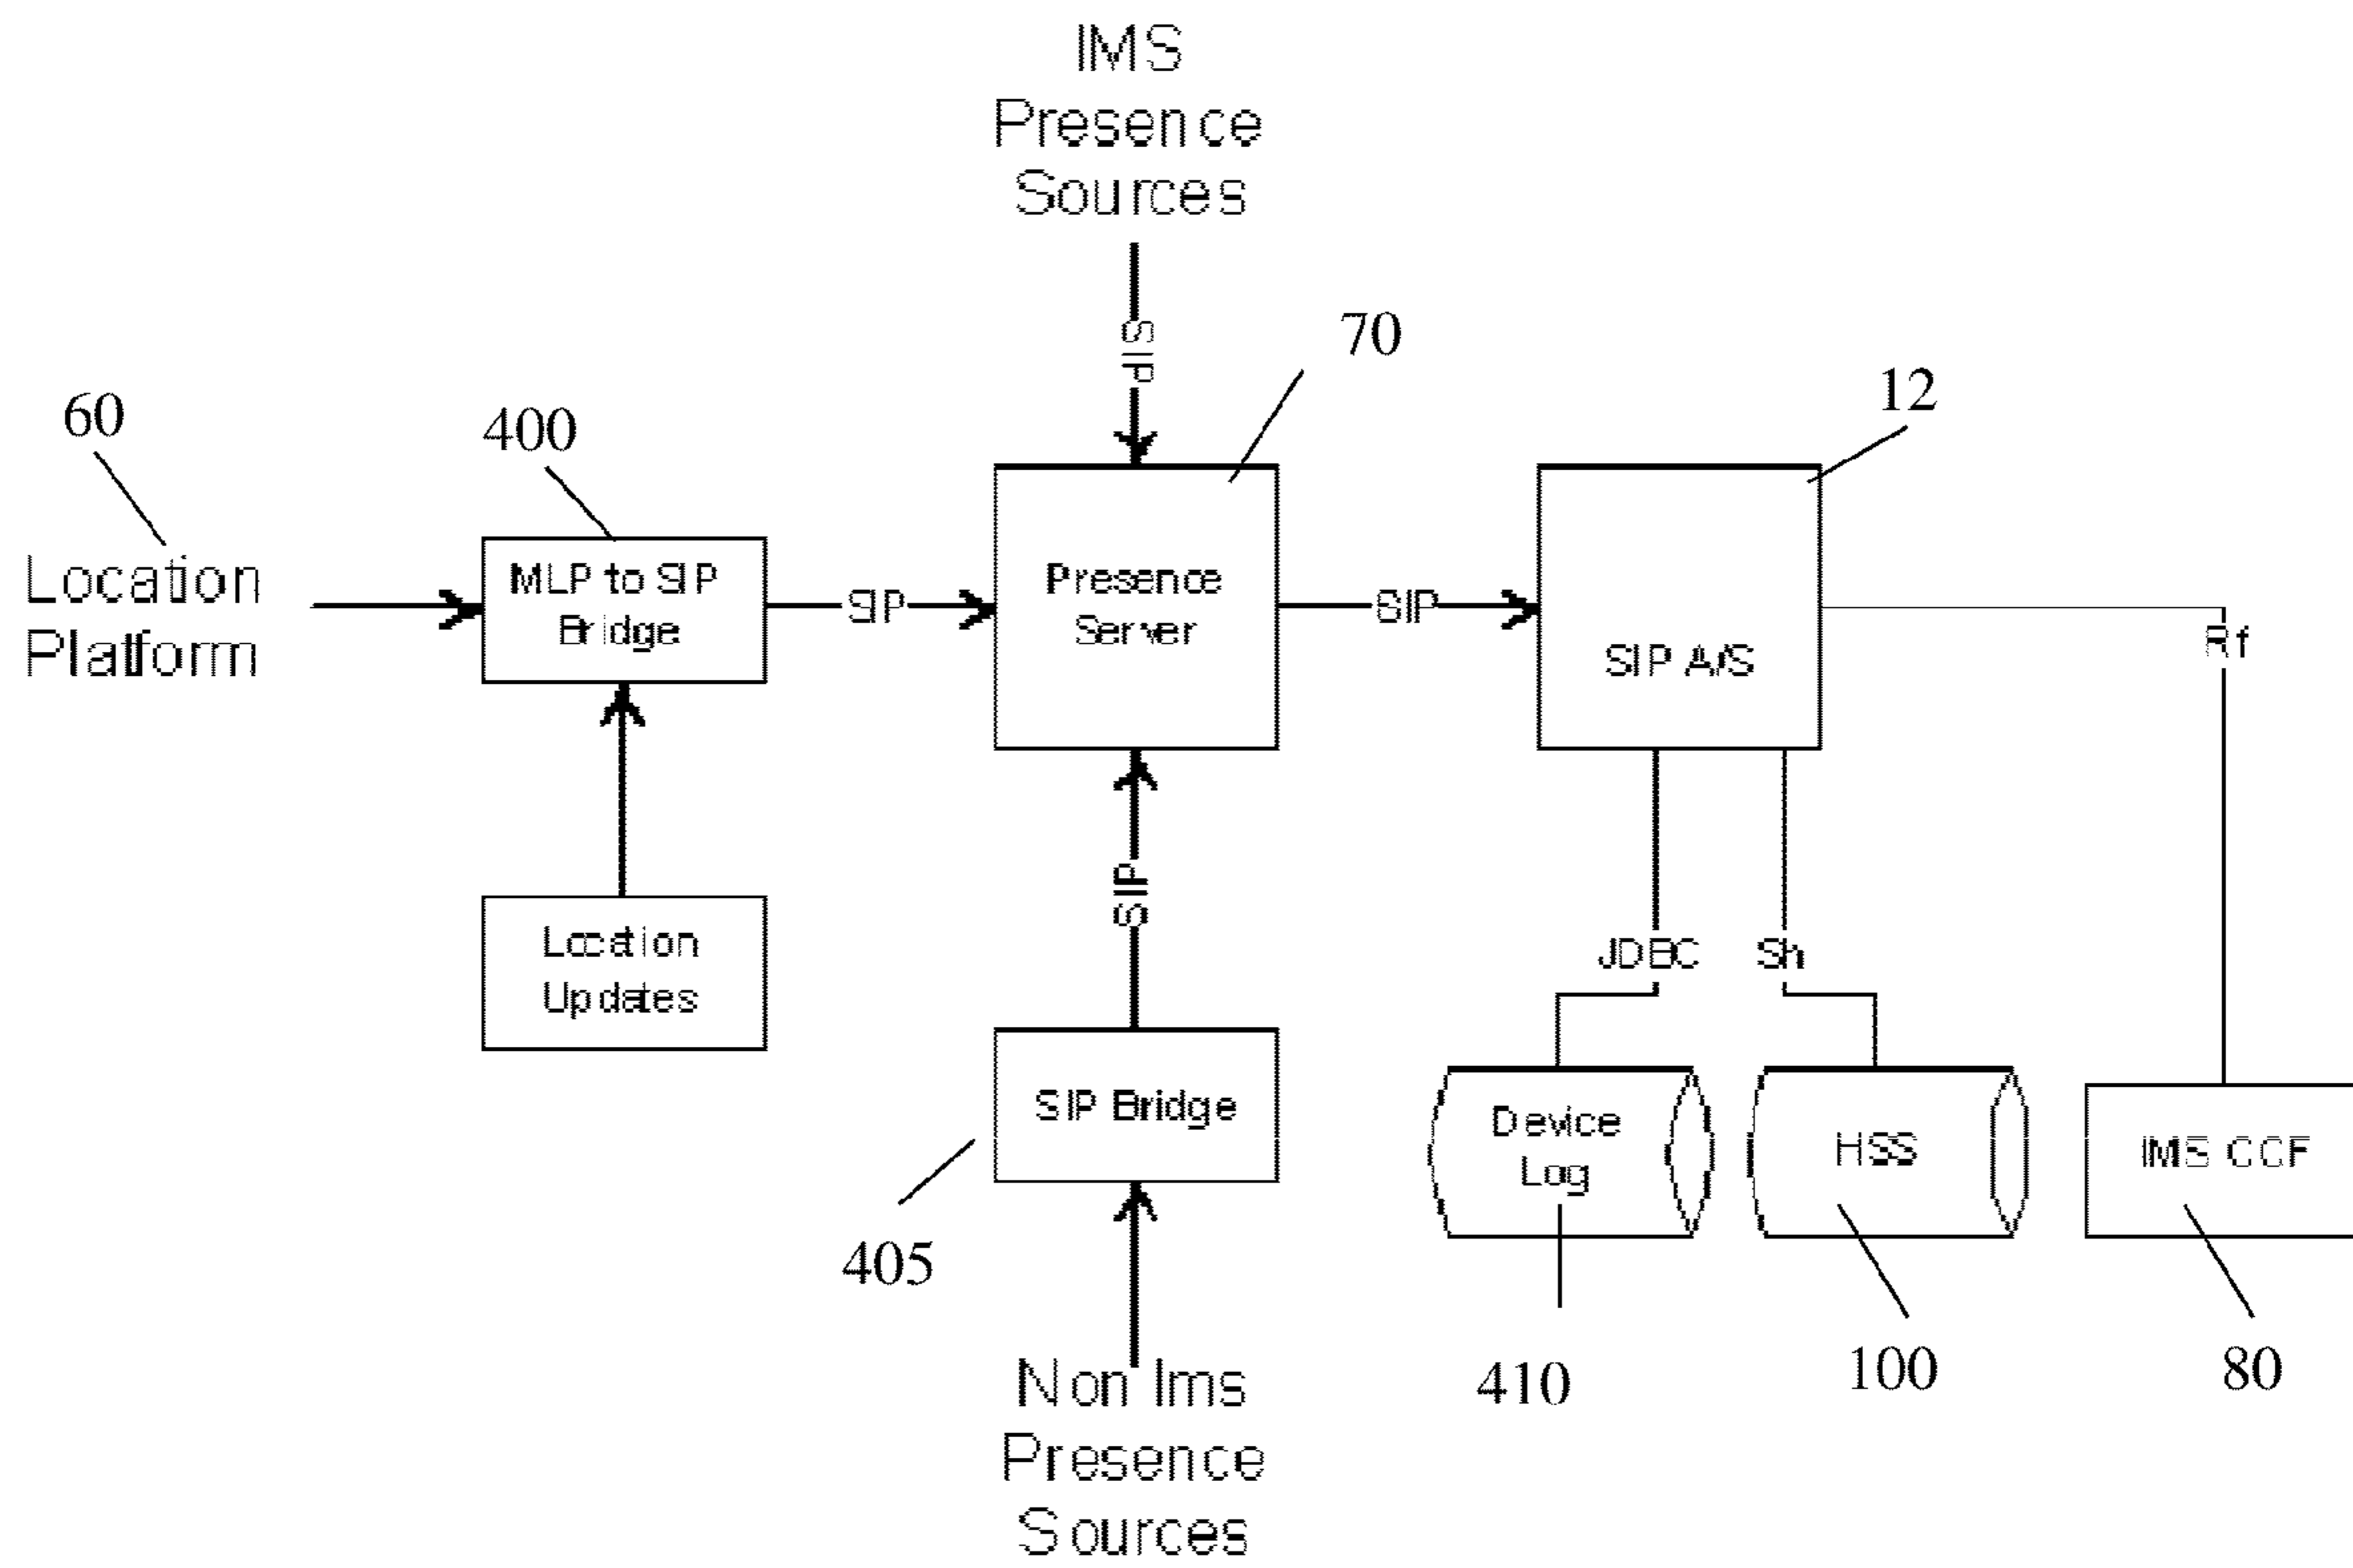 IMS
Presence
Sources
SIP
70
12
60
400
Location
Platform
MLP to SIP
Bridge
SIP
Presence
Server
SIP
SIP A/S
Rf
Location
Updates
SIP
JDBC
Sh
SIP Bridge
Device
Log
HSS
IMS CCF
405
410
100
80
Non Ims
Presence
Sources